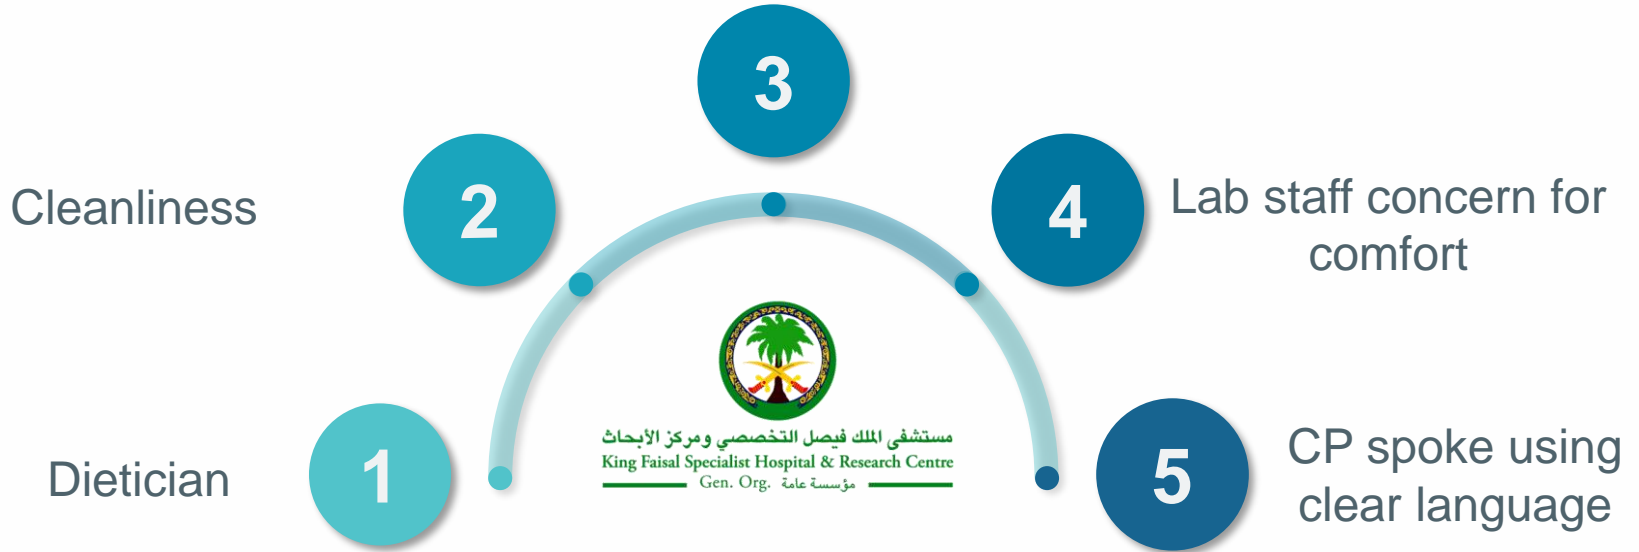 3
2
4
Cleanliness
Lab staff concern for
comfort
مستشفى الملك فيصل التخصصي ومركز الأبحاث
King Faisal Specialist Hospital & Research Centre
Gen. Org. مؤسسة عامة
Dietician
1
5
CP spoke using
clear language